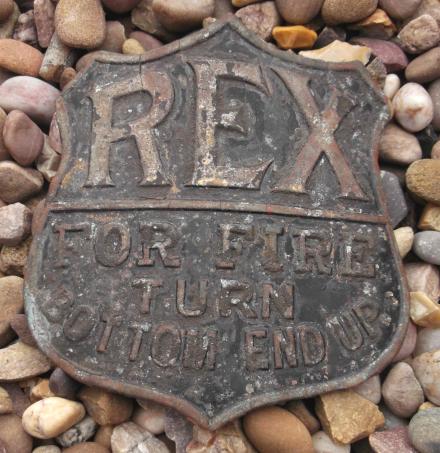 REX
FOR FIRE
TURN
BOTTOM END UP.